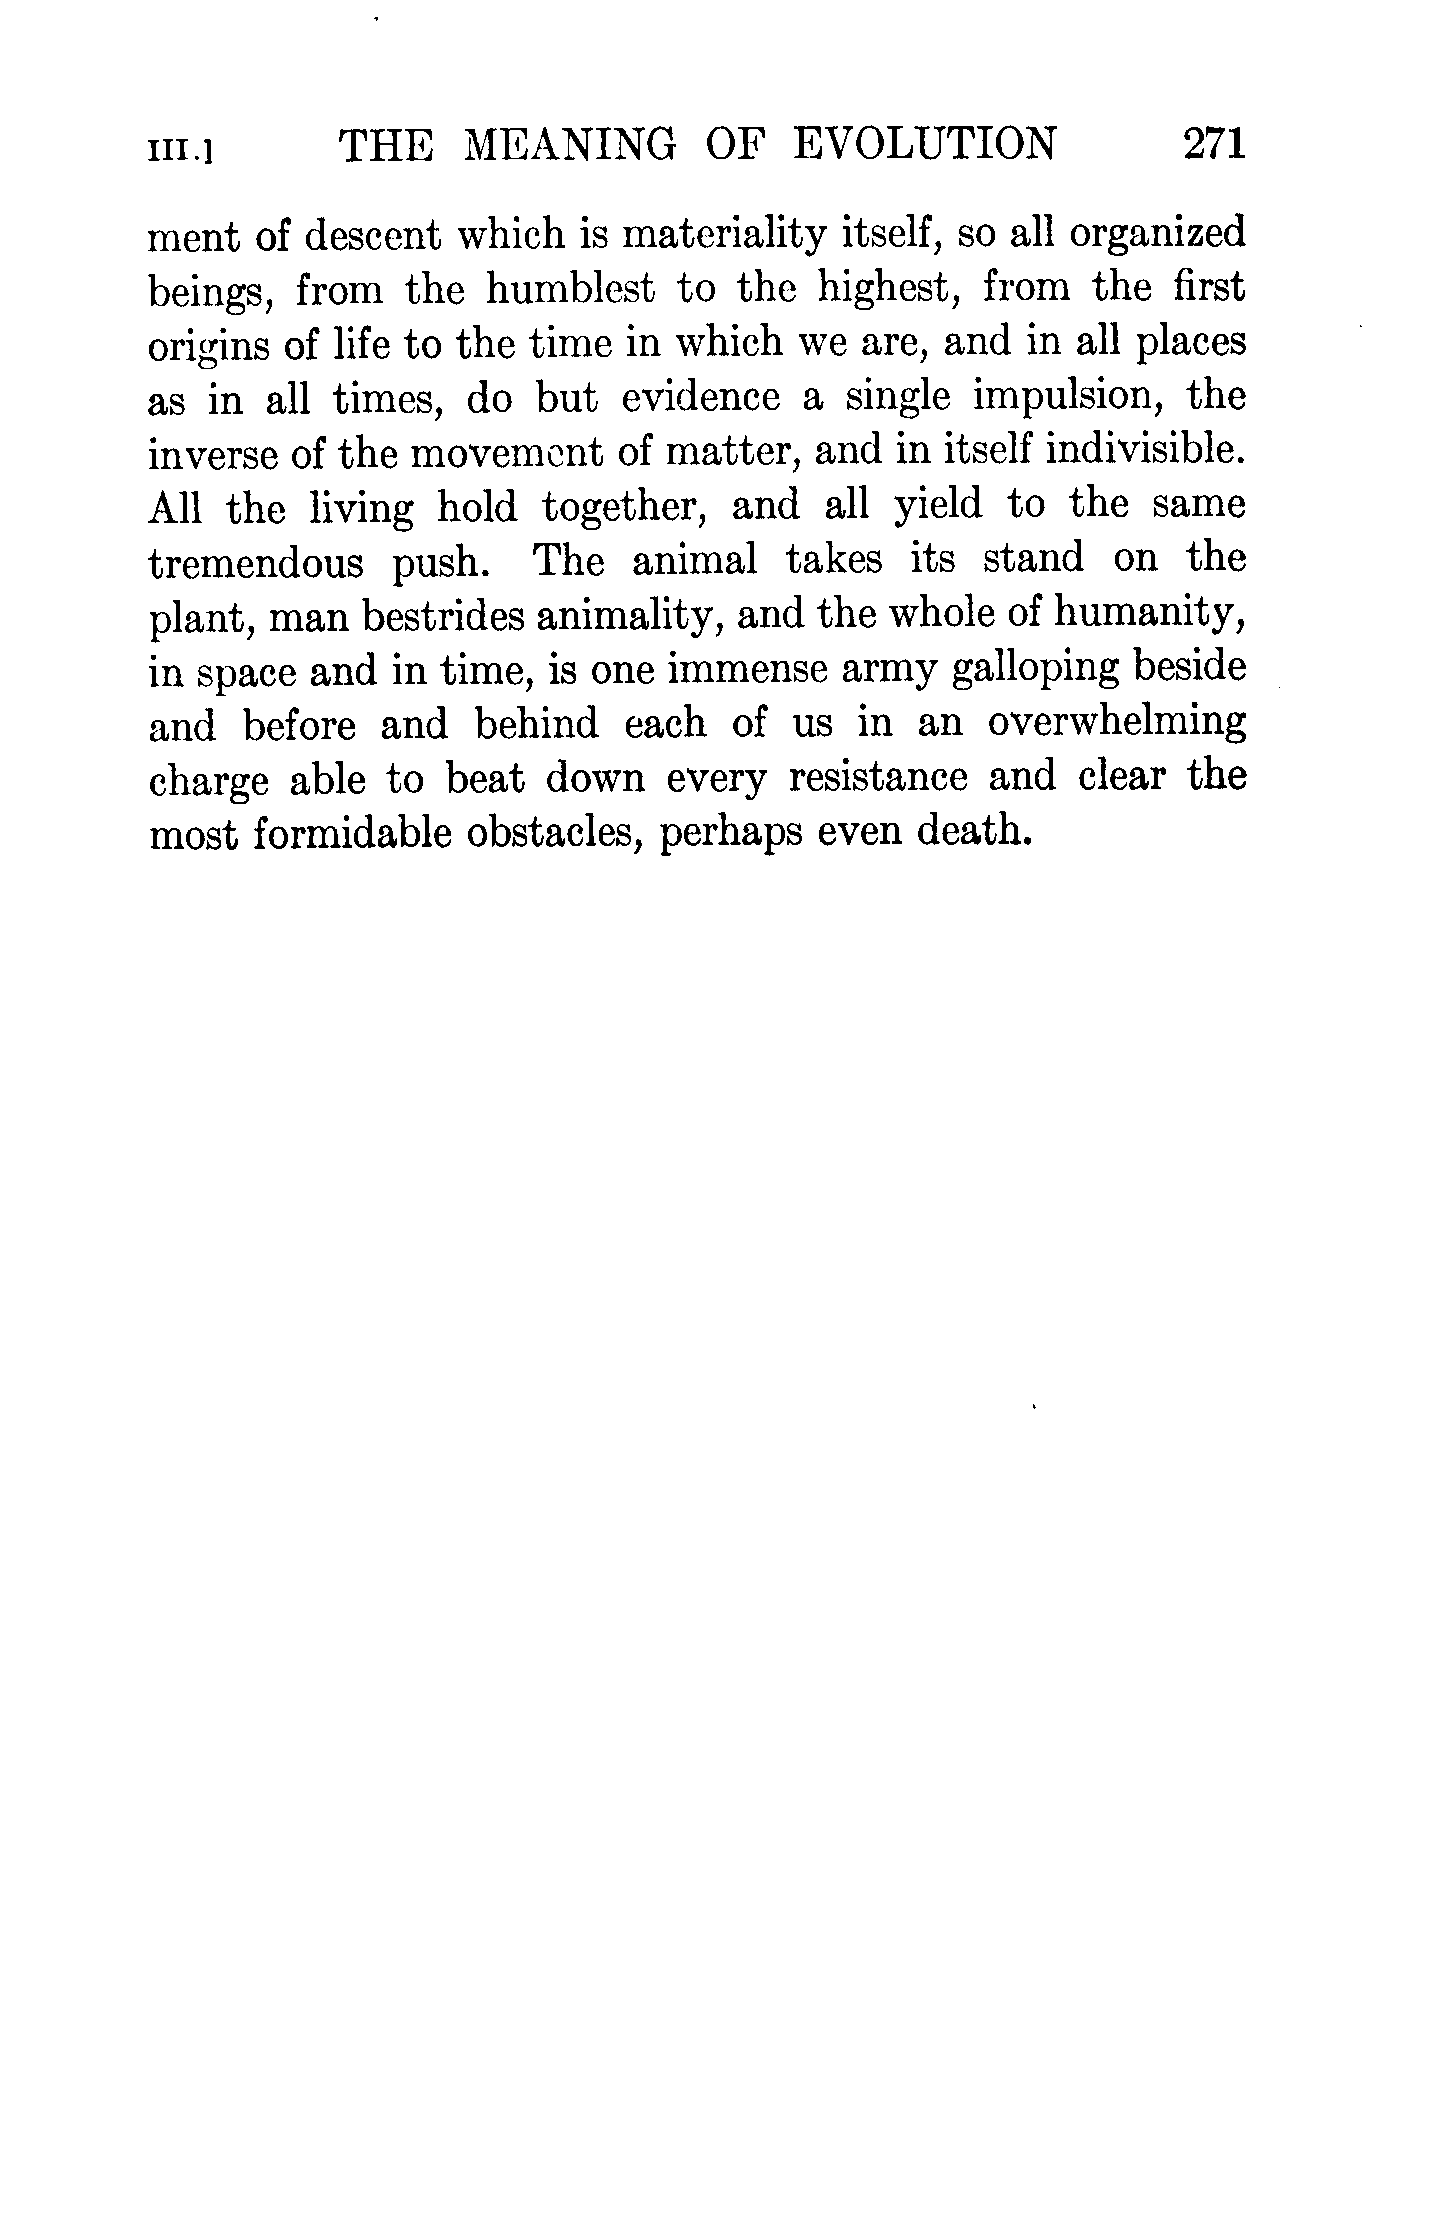 III.] THE MEANING OF EVOLUTION 271
ment of descent which is materiality itself, so all organized
beings, from the humblest to the highest, from the first
origins of life to the time in which we are, and in all places
as in all times, do but evidence a single impulsion, the
inverse of the movement of matter, and in itself indivisible.
All the living hold together, and all yield to the same
tremendous push. The animal takes its stand on the
plant, man bestrides animality, and the whole of humanity,
in space and in time, is one immense army galloping beside
and before and behind each of us in an overwhelming
charge able to beat down every resistance and clear the
most formidable obstacles, perhaps even death.